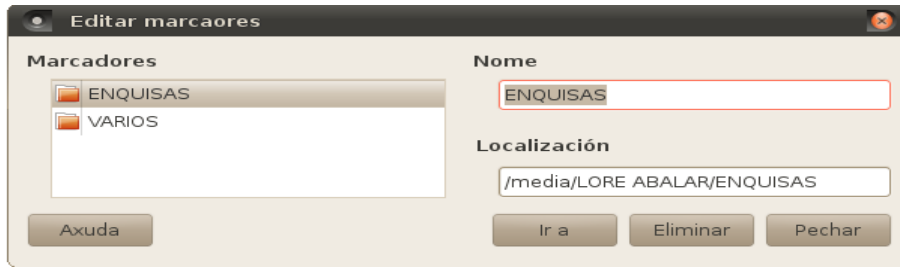 Editar marcaores
Marcadores
ENQUISAS
VARIOS
Nome
ENQUISAS
Localización
/media/LORE ABALAR/ENQUISAS
Axuda
Ir a
Eliminar
Pechar